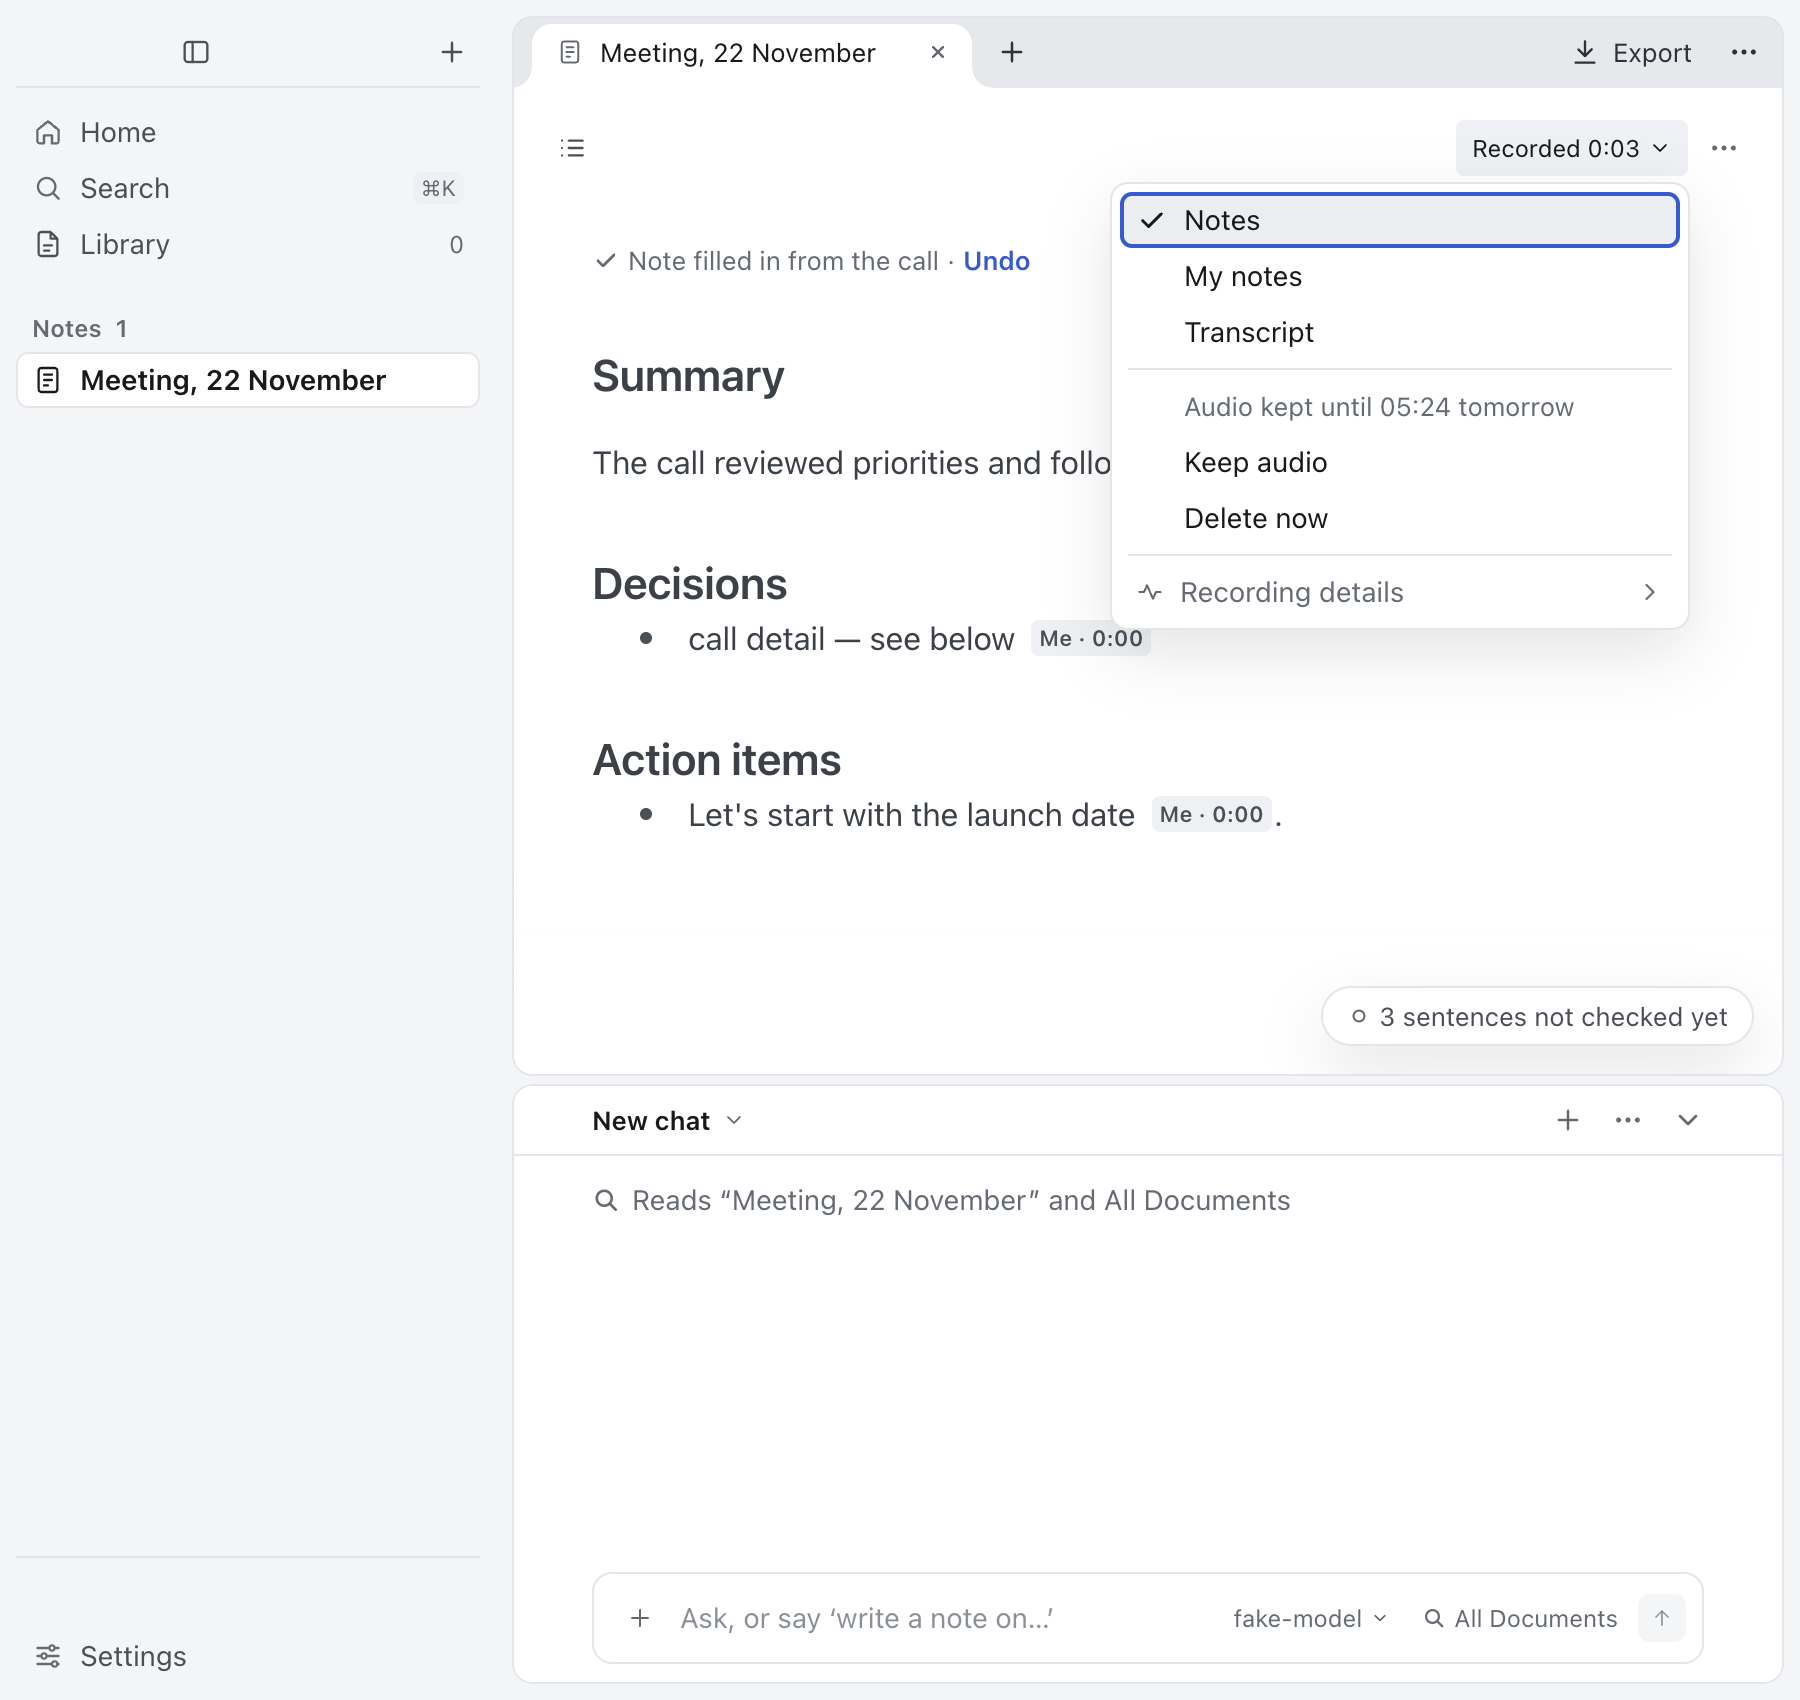 Home
Search ⌘K
Library 0
Notes 1
Meeting, 22 November
Settings
Meeting, 22 November
Export
Recorded 0:03
Note filled in from the call · Undo
Summary
The call reviewed priorities and follo
Decisions
call detail — see below Me · 0:00
Action items
Let's start with the launch date Me · 0:00 .
Notes
My notes
Transcript
Audio kept until 05:24 tomorrow
Keep audio
Delete now
Recording details
3 sentences not checked yet
New chat
Reads “Meeting, 22 November” and All Documents
Ask, or say ‘write a note on...’
fake-model
All Documents